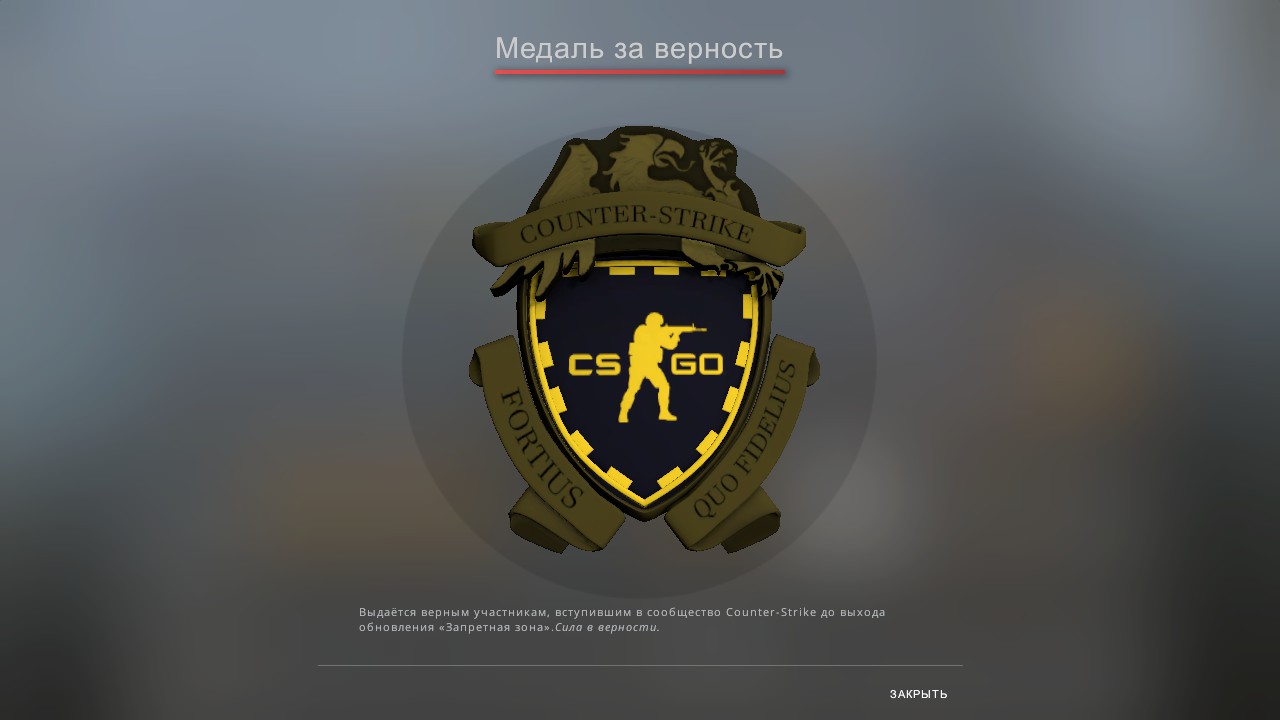 Медаль за верность
COUNTER-STRIKE
CS GO
FORTIUS
QUO FIDELIUS
Выдаётся верным участникам, вступившим в сообщество Counter-Strike до выхода
обновления «Запретная зона».Сила в верности.
ЗАКРЫТЬ